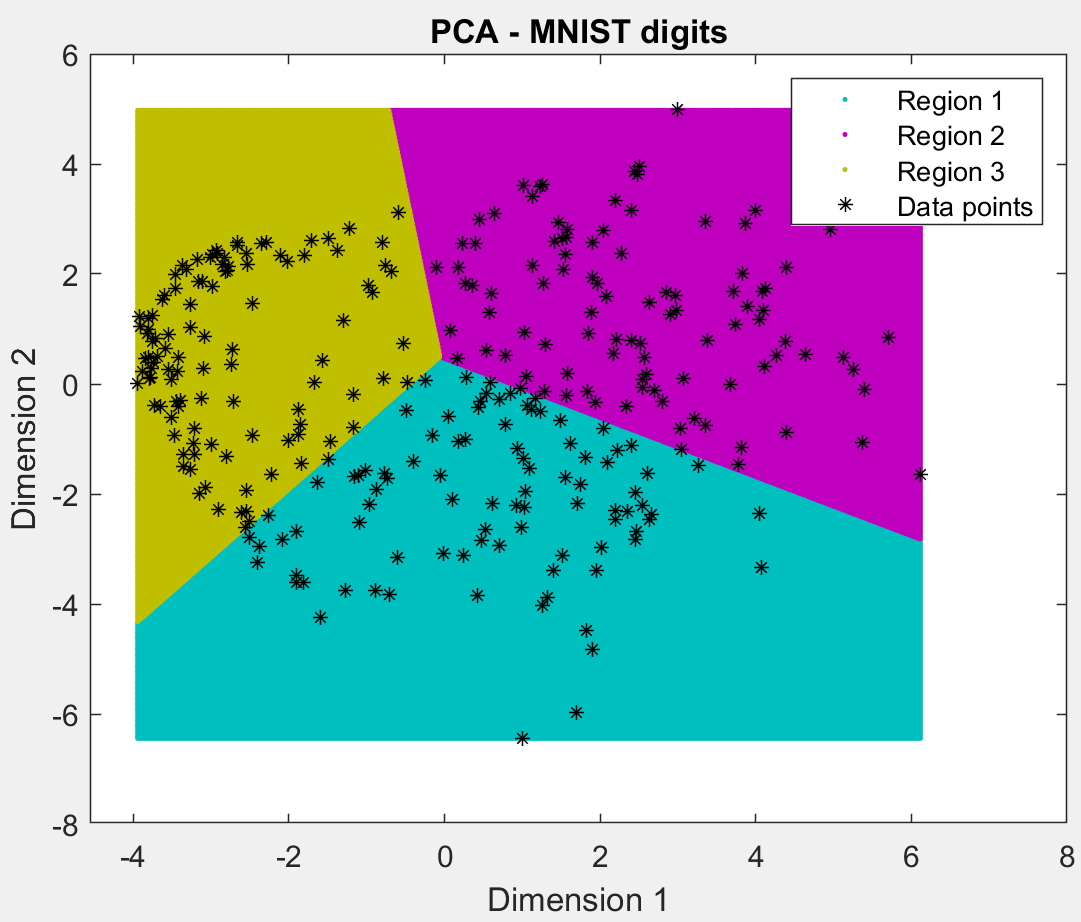 PCA - MNIST digits
6
4
2
0
-2
-4
-6
-8
Dimension 2
Region 1
Region 2
Region 3
Data points
-4 -2 0 2 4 6 8
Dimension 1